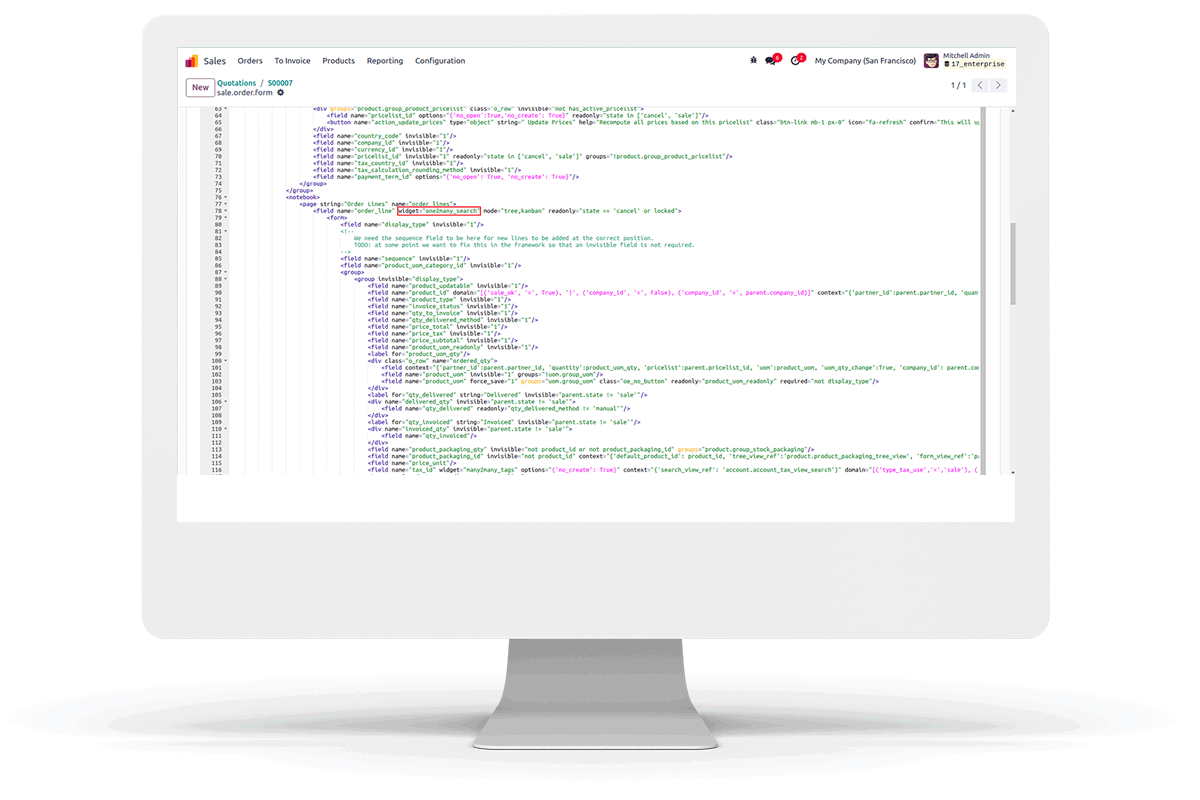 Sales Orders To Invoice Products Reporting Configuration 6 2 My Company (San Francisco) Mitchell Admin
17_enterprise
New Quotations / S00007 1 / 1
sale.order.form
63 <div groups="product.group_product_pricelist" class="o_row" invisible="not has_active_pricelist">
64 <field name="pricelist_id" options="{'no_open':True,'no_create': True}" readonly="state in ['cancel', 'sale']"/>
65 <button name="action_update_prices" type="object" string=" Update Prices" help="Recompute all prices based on this pricelist" class="btn-link mb-1 px-0" icon="fa-refresh" confirm="This will u
66 </div>
67 <field name="country_code" invisible="1"/>
68 <field name="company_id" invisible="1"/>
69 <field name="currency_id" invisible="1"/>
70 <field name="pricelist_id" invisible="1" readonly="state in ['cancel', 'sale']" groups="!product.group_product_pricelist"/>
71 <field name="tax_country_id" invisible="1"/>
72 <field name="tax_calculation_rounding_method" invisible="1"/>
73 <field name="payment_term_id" options="{'no_open': True, 'no_create': True}"/>
74 </group>
75 </group>
76 <notebook>
77 <page string="Order Lines" name="order_lines">
78 <field name="order_line" widget="one2many_search" mode="tree,kanban" readonly="state == 'cancel' or locked">
79 <form>
80 <field name="display_type" invisible="1"/>
81 <!--
82 We need the sequence field to be here for new lines to be added at the correct position.
83 TODO: at some point we want to fix this in the framework so that an invisible field is not required.
84 -->
85 <field name="sequence" invisible="1"/>
86 <field name="product_uom_category_id" invisible="1"/>
87 <group>
88 <group invisible="display_type">
89 <field name="product_updatable" invisible="1"/>
90 <field name="product_id" domain="[('sale_ok', '=', True), '|', ('company_id', '=', False), ('company_id', '=', parent.company_id)]" context="{'partner_id':parent.partner_id, 'quan
91 <field name="product_type" invisible="1"/>
92 <field name="invoice_status" invisible="1"/>
93 <field name="qty_to_invoice" invisible="1"/>
94 <field name="qty_delivered_method" invisible="1"/>
95 <field name="price_total" invisible="1"/>
96 <field name="price_tax" invisible="1"/>
97 <field name="price_subtotal" invisible="1"/>
98 <field name="product_uom_readonly" invisible="1"/>
99 <label for="product_uom_qty"/>
100 <div class="o_row" name="ordered_qty">
101 <field context="{'partner_id':parent.partner_id, 'quantity':product_uom_qty, 'pricelist':parent.pricelist_id, 'uom':product_uom, 'uom_qty_change':True, 'company_id': parent.co
102 <field name="product_uom" invisible="1" groups="!uom.group_uom"/>
103 <field name="product_uom" force_save="1" groups="uom.group_uom" class="oe_no_button" readonly="product_uom_readonly" required="not display_type"/>
104 </div>
105 <label for="qty_delivered" string="Delivered" invisible="parent.state != 'sale'"/>
106 <div name="delivered_qty" invisible="parent.state != 'sale'">
107 <field name="qty_delivered" readonly="qty_delivered_method != 'manual'"/>
108 </div>
109 <label for="qty_invoiced" string="Invoiced" invisible="parent.state != 'sale'"/>
110 <div name="invoiced_qty" invisible="parent.state != 'sale'">
111 <field name="qty_invoiced"/>
112 </div>
113 <field name="product_packaging_qty" invisible="not product_id or not product_packaging_id" groups="product.group_stock_packaging"/>
114 <field name="product_packaging_id" invisible="not product_id" context="{'default_product_id': product_id, 'tree_view_ref':'product.product_packaging_tree_view', 'form_view_ref':'p
115 <field name="price_unit"/>
116 <field name="tax_id" widget="many2many_tags" options="{'no_create': True}" context="{'search_view_ref': 'account.account_tax_view_search'}" domain="[('type_tax_use','=','sale'), (